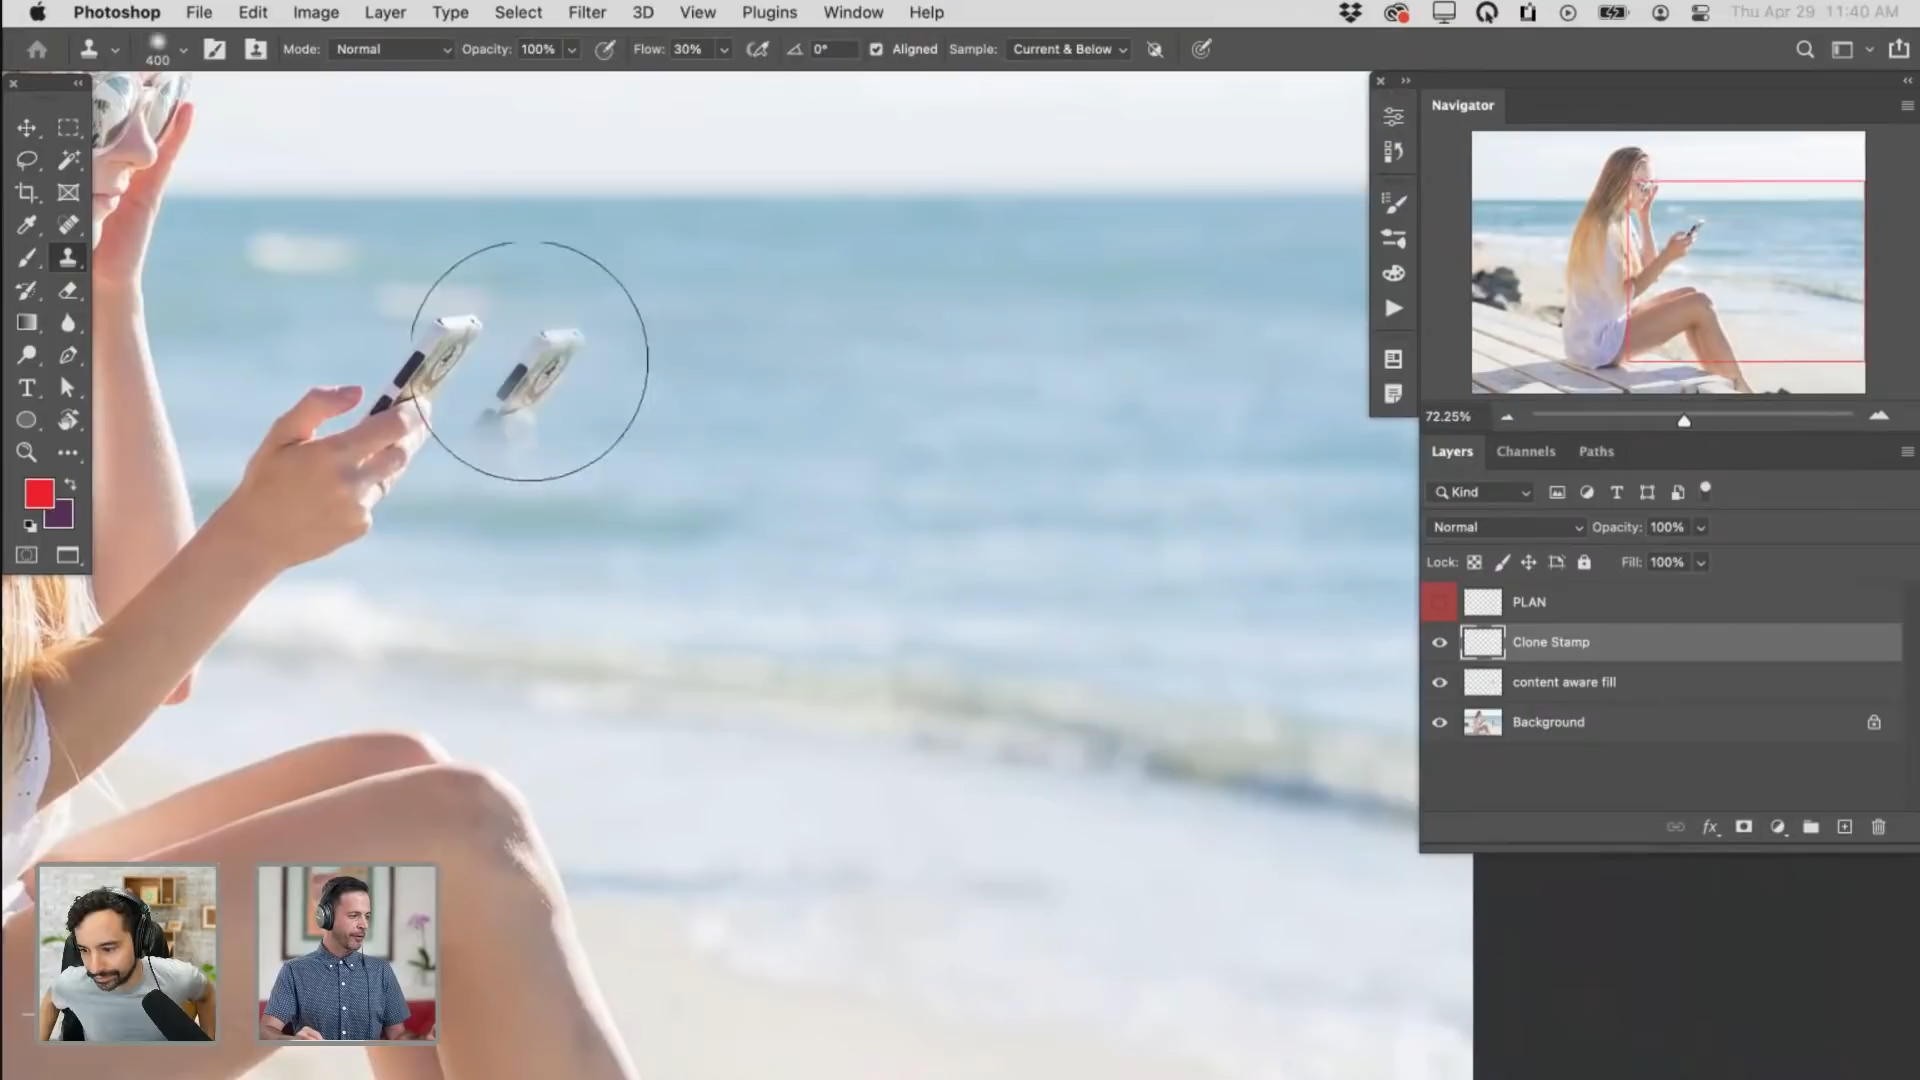 Photoshop File Edit Image Layer Type Select Filter 3D View Plugins Window Help Thu Apr 29 11:40 AM
400 Mode: Normal Opacity: 100% Flow: 30% 0° Aligned Sample: Current & Below
Navigator
72.25%
Layers Channels Paths
Kind
Normal Opacity: 100%
Lock: Fill: 100%
PLAN
Clone Stamp
content aware fill
Background
fx